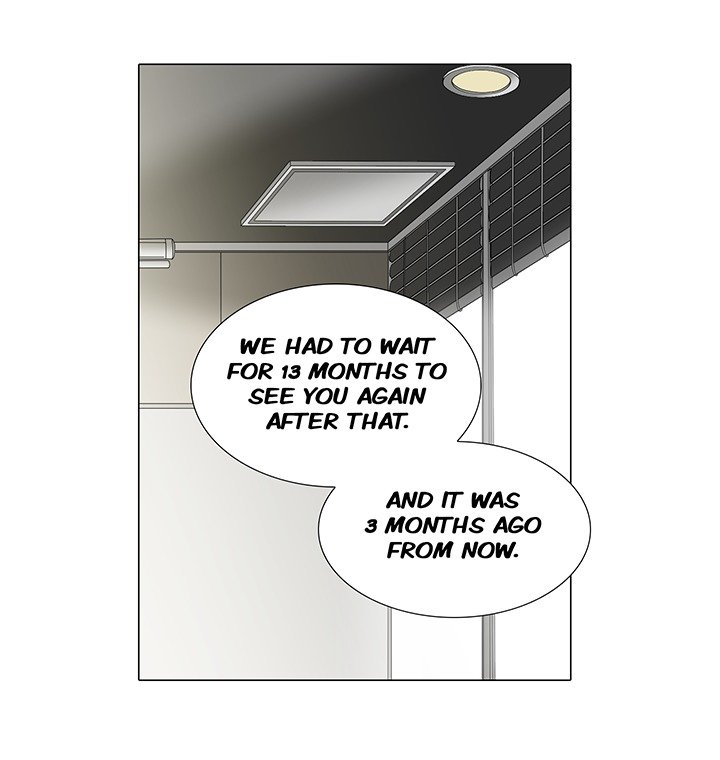 WE HAD TO WAIT
FOR 13 MONTHS TO
SEE YOU AGAIN
AFTER THAT.
AND IT WAS
3 MONTHS AGO
FROM NOW.